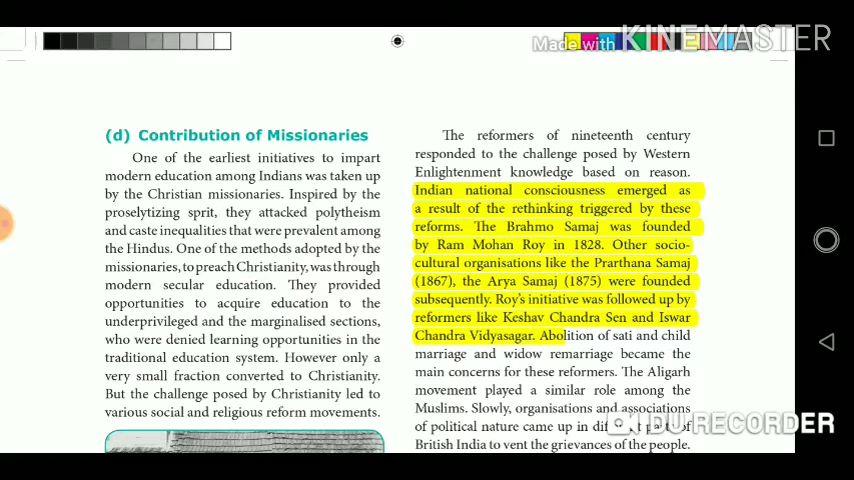 Made with KINEMASTER
(d) Contribution of Missionaries
One of the earliest initiatives to impart
modern education among Indians was taken up
by the Christian missionaries. Inspired by the
proselytizing sprit, they attacked polytheism
and caste inequalities that were prevalent among
the Hindus. One of the methods adopted by the
missionaries, to preach Christianity, was through
modern secular education. They provided
opportunities to acquire education to the
underprivileged and the marginalised sections,
who were denied learning opportunities in the
traditional education system. However only a
very small fraction converted to Christianity.
But the challenge posed by Christianity led to
various social and religious reform movements.
The reformers of nineteenth century
responded to the challenge posed by Western
Enlightenment knowledge based on reason.
Indian national consciousness emerged as
a result of the rethinking triggered by these
reforms. The Brahmo Samaj was founded
by Ram Mohan Roy in 1828. Other socio-
cultural organisations like the Prarthana Samaj
(1867), the Arya Samaj (1875) were founded
subsequently. Roy's initiative was followed up by
reformers like Keshav Chandra Sen and Iswar
Chandra Vidyasagar. Abolition of sati and child
marriage and widow remarriage became the
main concerns for these reformers. The Aligarh
movement played a similar role among the
Muslims. Slowly, organisations and associations
of political nature came up in different parts of
British India to vent the grievances of the people.
DU RECORDER